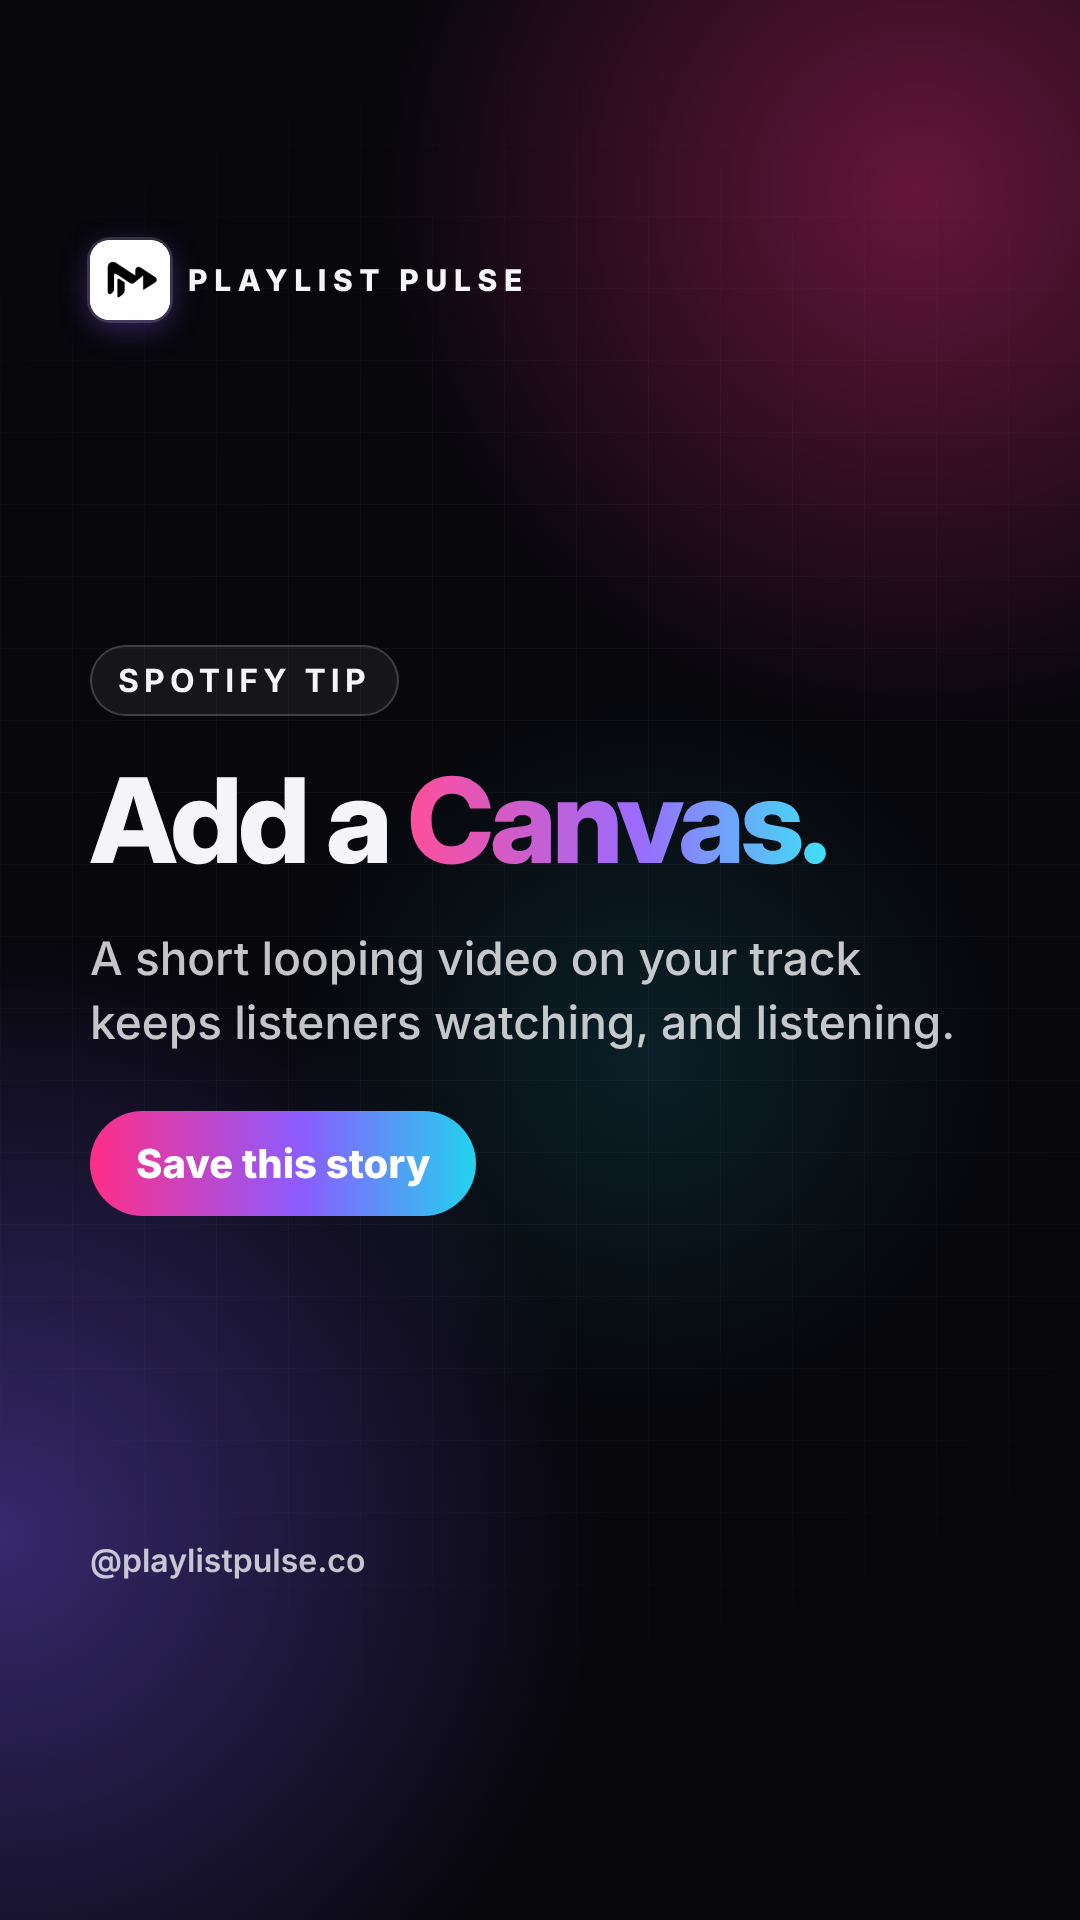 PLAYLIST PULSE
SPOTIFY TIP
Add a Canvas.
A short looping video on your track
keeps listeners watching, and listening.
Save this story
@playlistpulse.co